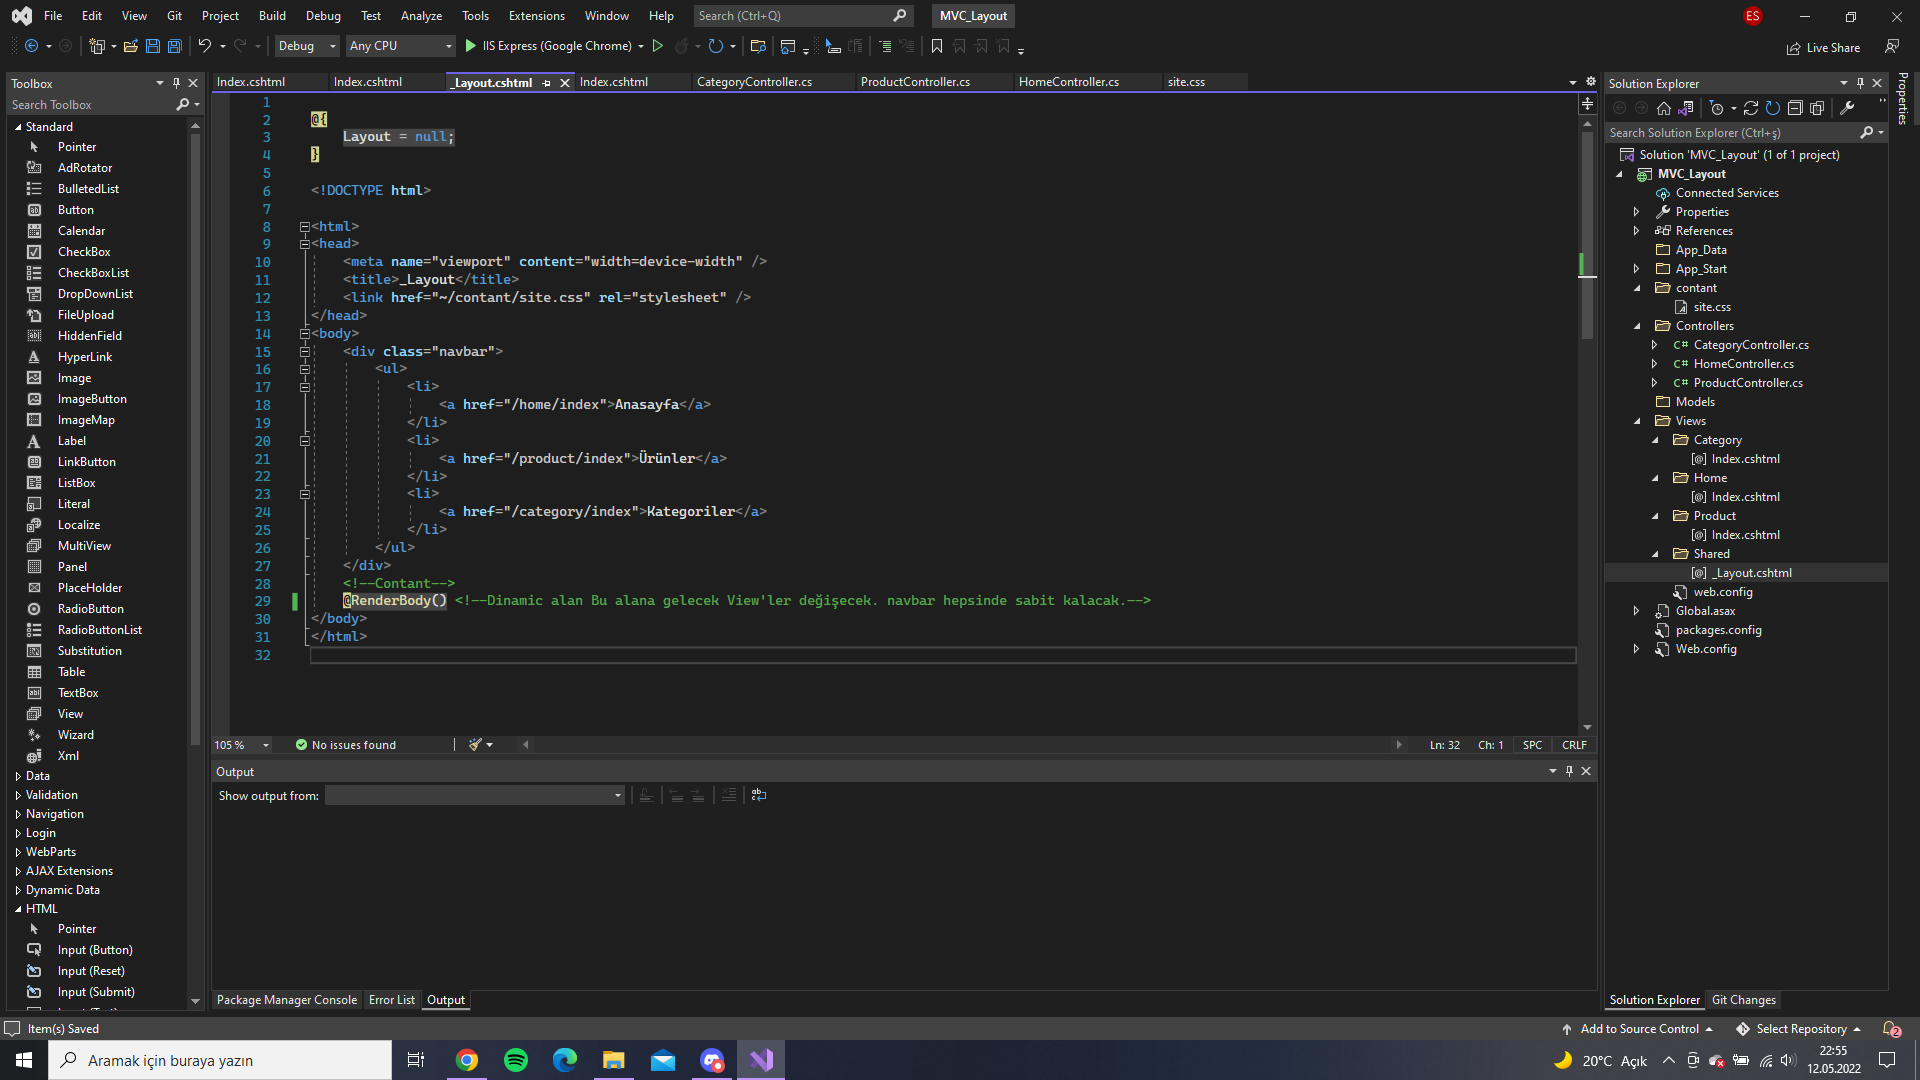 File Edit View Git Project Build Debug Test Analyze Tools Extensions Window Help Search (Ctrl+Q) MVC_Layout ES
Debug Any CPU IIS Express (Google Chrome) Live Share
Toolbox
Search Toolbox
Standard
Pointer
AdRotator
BulletedList
Button
Calendar
CheckBox
CheckBoxList
DropDownList
FileUpload
HiddenField
HyperLink
Image
ImageButton
ImageMap
Label
LinkButton
ListBox
Literal
Localize
MultiView
Panel
PlaceHolder
RadioButton
RadioButtonList
Substitution
Table
TextBox
View
Wizard
Xml
Data
Validation
Navigation
Login
WebParts
AJAX Extensions
Dynamic Data
HTML
Pointer
Input (Button)
Input (Reset)
Input (Submit)
Index.cshtml Index.cshtml _Layout.cshtml Index.cshtml CategoryController.cs ProductController.cs HomeController.cs site.css
1
2 @{
3 Layout = null;
4 }
5
6 <!DOCTYPE html>
7
8 <html>
9 <head>
10 <meta name="viewport" content="width=device-width" />
11 <title>_Layout</title>
12 <link href="~/contant/site.css" rel="stylesheet" />
13 </head>
14 <body>
15 <div class="navbar">
16 <ul>
17 <li>
18 <a href="/home/index">Anasayfa</a>
19 </li>
20 <li>
21 <a href="/product/index">Ürünler</a>
22 </li>
23 <li>
24 <a href="/category/index">Kategoriler</a>
25 </li>
26 </ul>
27 </div>
28 <!--Contant-->
29 @RenderBody() <!--Dinamic alan Bu alana gelecek View'ler değişecek. navbar hepsinde sabit kalacak.-->
30 </body>
31 </html>
32
105 % No issues found Ln: 32 Ch: 1 SPC CRLF
Output
Show output from:
Package Manager Console Error List Output
Solution Explorer
Search Solution Explorer (Ctrl+ş)
Solution 'MVC_Layout' (1 of 1 project)
MVC_Layout
Connected Services
Properties
References
App_Data
App_Start
contant
site.css
Controllers
C# CategoryController.cs
C# HomeController.cs
C# ProductController.cs
Models
Views
Category
[@] Index.cshtml
Home
[@] Index.cshtml
Product
[@] Index.cshtml
Shared
[@] _Layout.cshtml
web.config
Global.asax
packages.config
Web.config
Solution Explorer Git Changes
Properties
Item(s) Saved Add to Source Control Select Repository 2
Aramak için buraya yazın 20°C Açık 22:55
12.05.2022